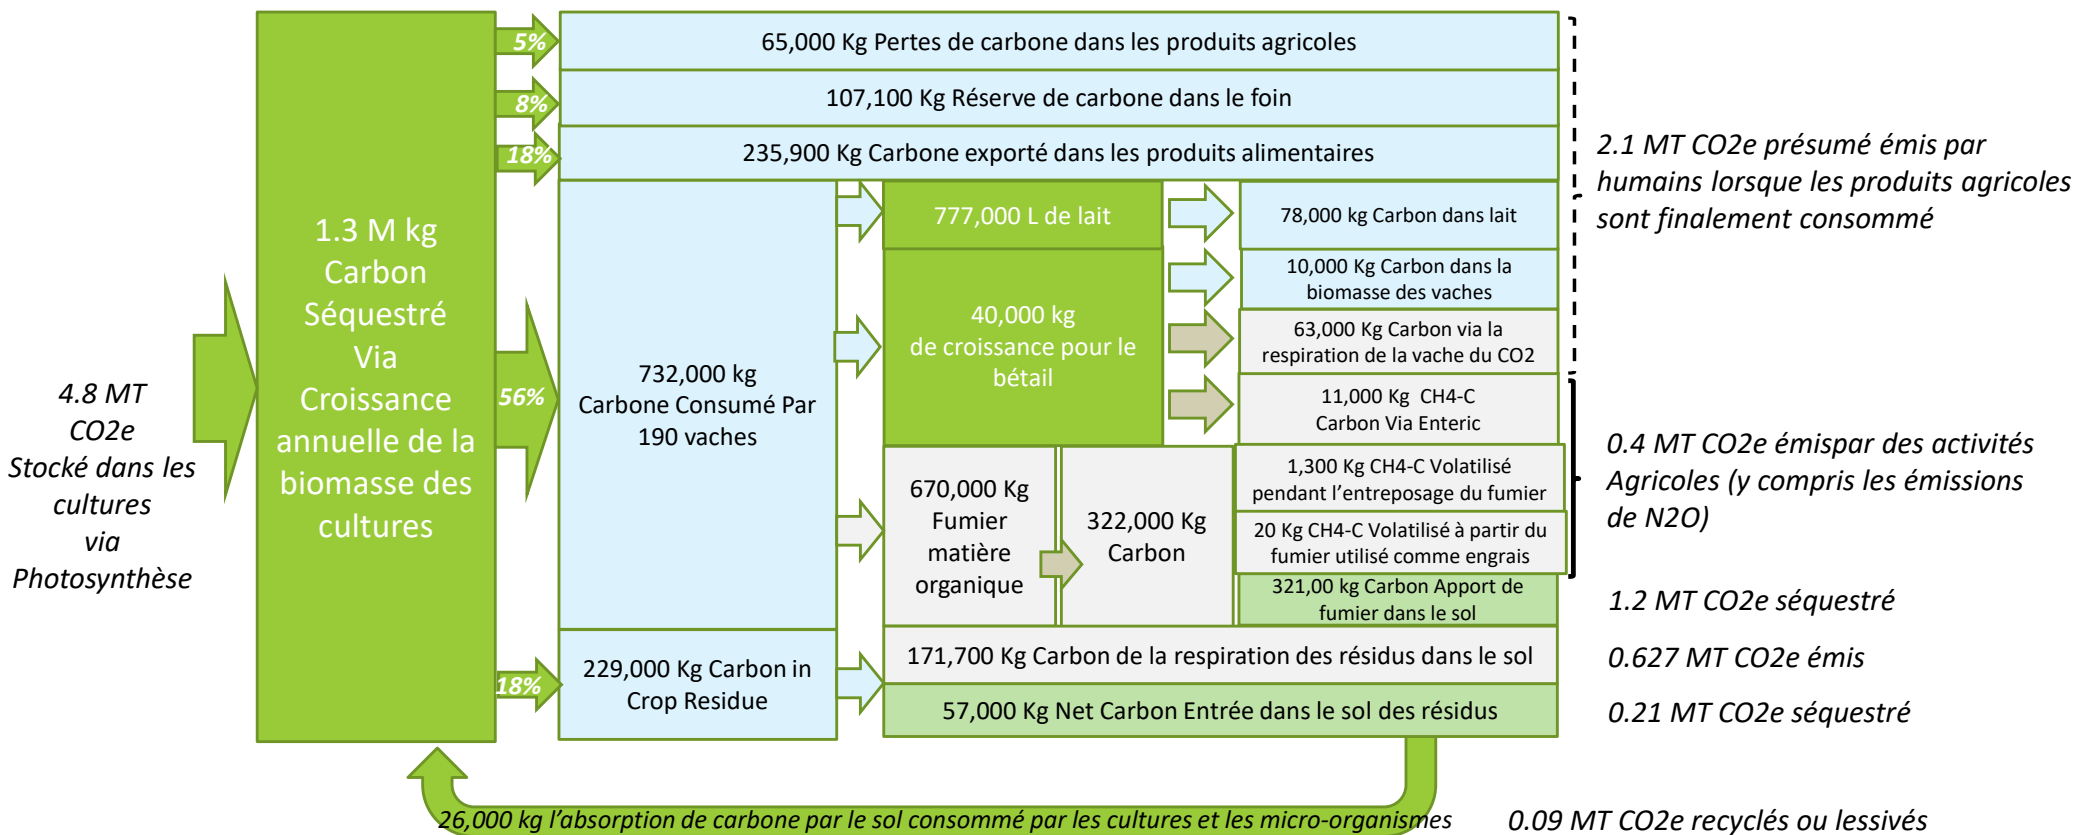 4.8 MT
CO2e
Stocké dans les
cultures
via
Photosynthèse
1.3 M kg
Carbon
Séquestré
Via
Croissance
annuelle de la
biomasse des
cultures
5%
8%
18%
56%
18%
65,000 Kg Pertes de carbone dans les produits agricoles
107,100 Kg Réserve de carbone dans le foin
235,900 Kg Carbone exporté dans les produits alimentaires
732,000 kg
Carbone Consumé Par
190 vaches
229,000 Kg Carbon in
Crop Residue
777,000 L de lait
40,000 kg
de croissance pour le
bétail
670,000 Kg
Fumier
matière
organique
322,000 Kg
Carbon
78,000 kg Carbon dans lait
10,000 Kg Carbon dans la
biomasse des vaches
63,000 Kg Carbon via la
respiration de la vache du CO2
11,000 Kg CH4-C
Carbon Via Enteric
1,300 Kg CH4-C Volatilisé
pendant l’entreposage du fumier
20 Kg CH4-C Volatilisé à partir du
fumier utilisé comme engrais
321,00 kg Carbon Apport de
fumier dans le sol
171,700 Kg Carbon de la respiration des résidus dans le sol
57,000 Kg Net Carbon Entrée dans le sol des résidus
2.1 MT CO2e présumé émis par
humains lorsque les produits agricoles
sont finalement consommé
0.4 MT CO2e émispar des activités
Agricoles (y compris les émissions
de N2O)
1.2 MT CO2e séquestré
0.627 MT CO2e émis
0.21 MT CO2e séquestré
26,000 kg l’absorption de carbone par le sol consommé par les cultures et les micro-organismes
0.09 MT CO2e recyclés ou lessivés